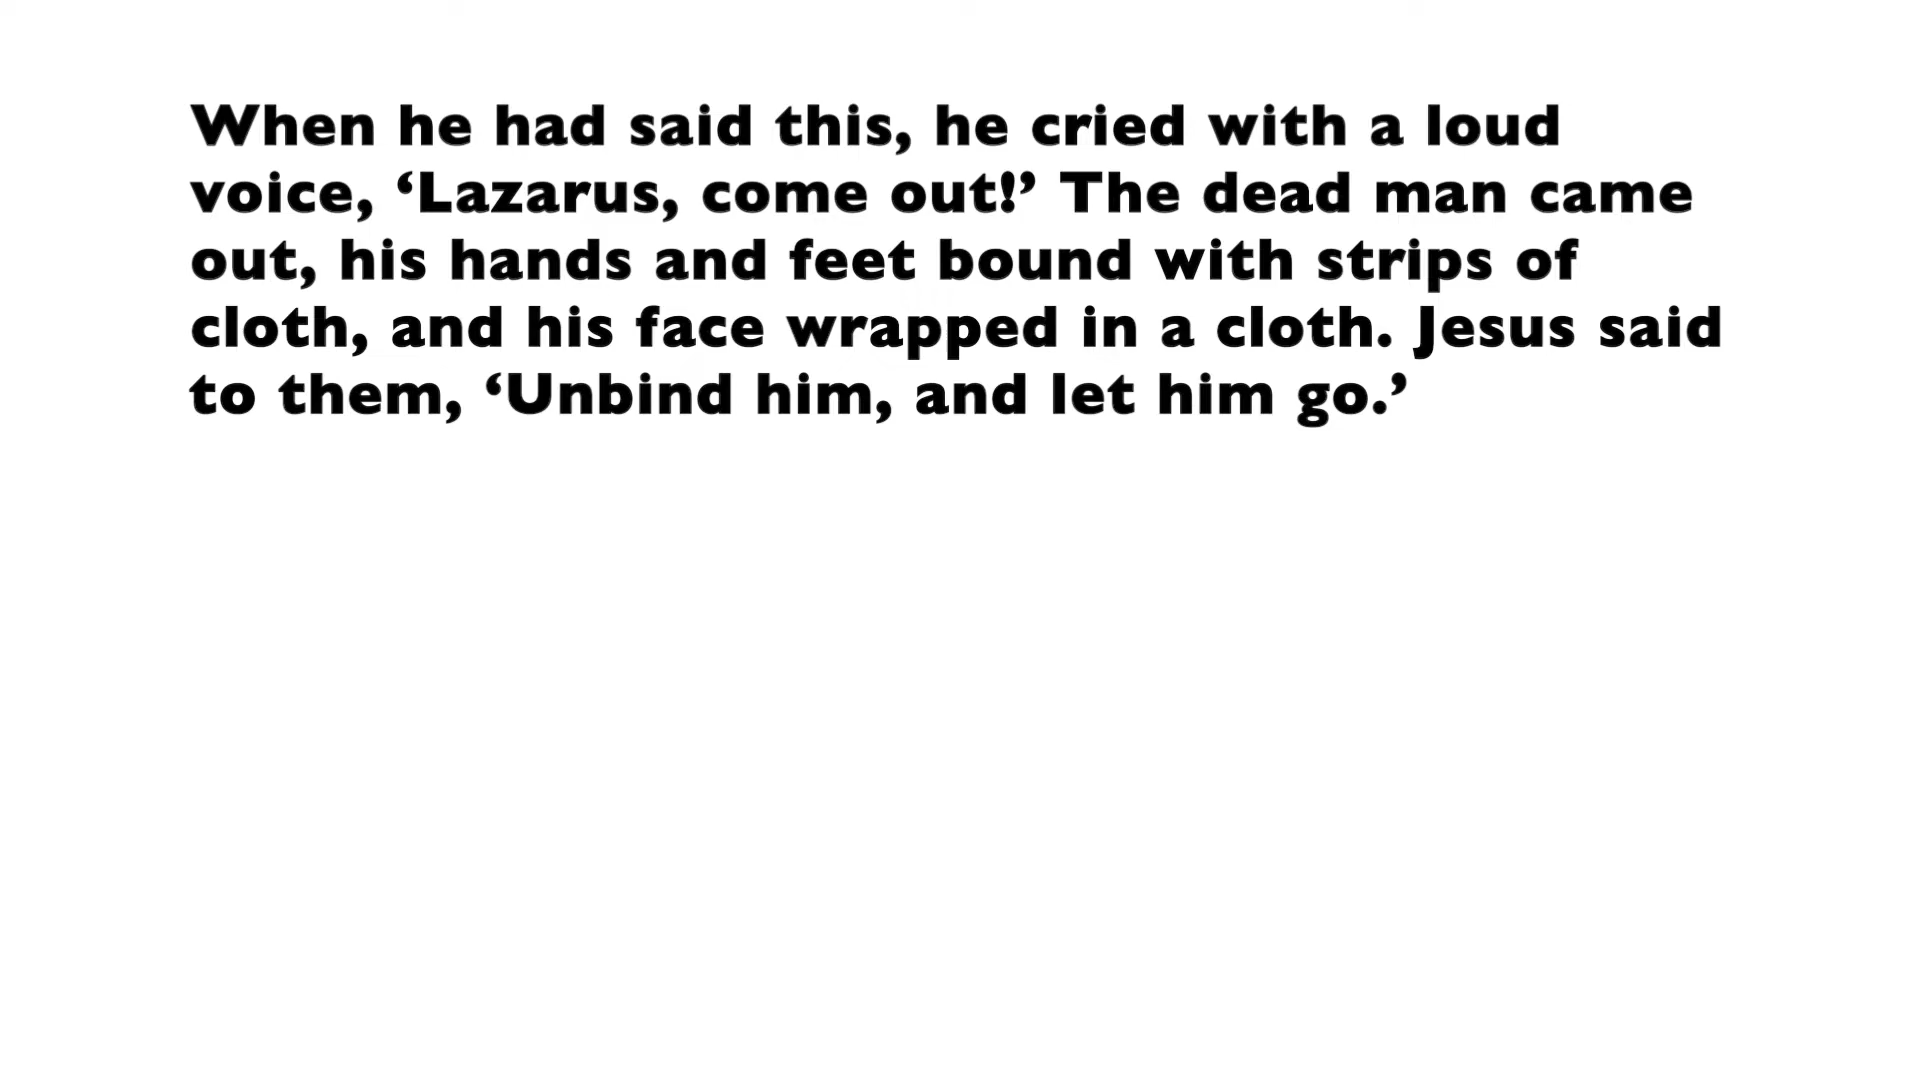 When he had said this, he cried with a loud
voice, ‘Lazarus, come out!’ The dead man came
out, his hands and feet bound with strips of
cloth, and his face wrapped in a cloth. Jesus said
to them, ‘Unbind him, and let him go.’